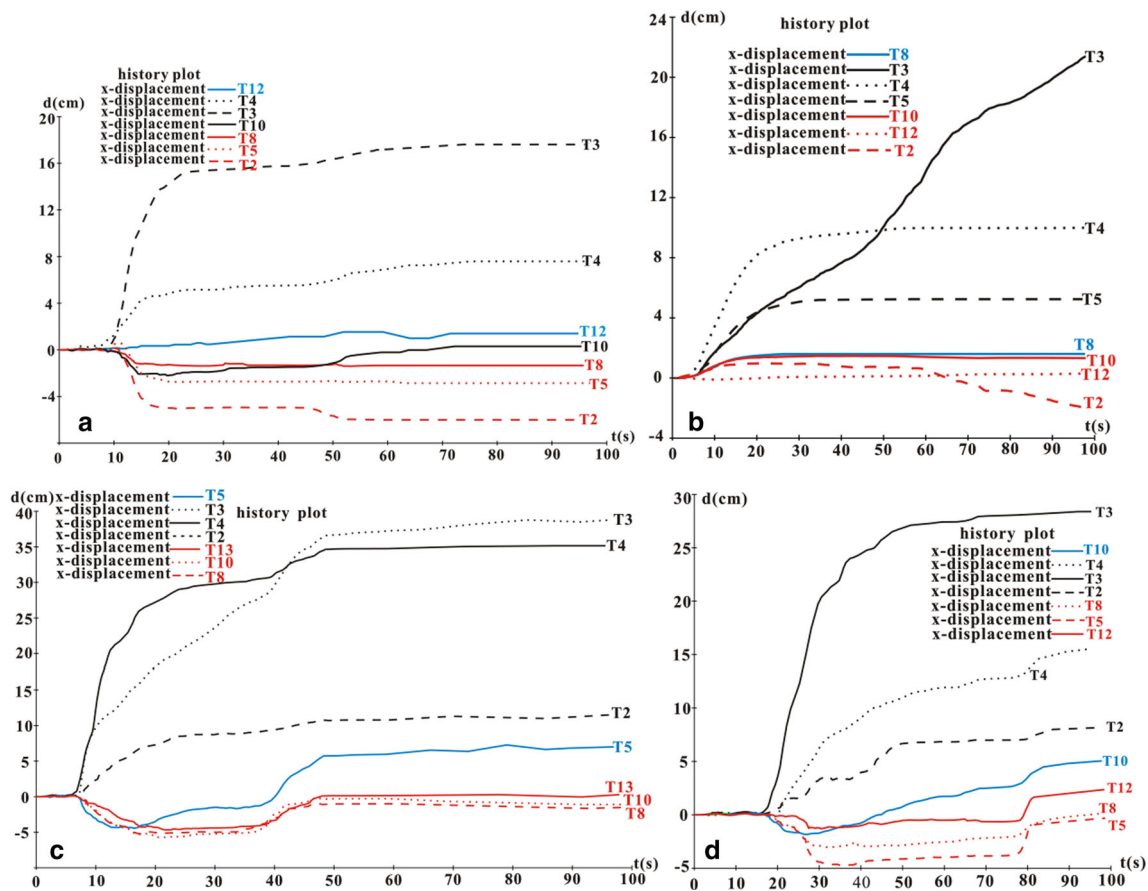 history plot
x-displacement T12
x-displacement T4
x-displacement T3
x-displacement T10
x-displacement T8
x-displacement T5
x-displacement T2
d(cm)
20
16
12
8
4
0
-4
T3
T4
T12
T10
T8
T5
T2
a
t(s)
0 10 20 30 40 50 60 70 80 90 100
d(cm)
history plot
x-displacement T8
x-displacement T3
x-displacement T4
x-displacement T5
x-displacement T10
x-displacement T12
x-displacement T2
24
20
16
12
8
4
0
-4
T3
T4
T5
T8
T10
T12
T2
b
t(s)
0 10 20 30 40 50 60 70 80 90 100
d(cm) x-displacement T5
x-displacement T3
x-displacement T4
x-displacement T2
x-displacement T13
x-displacement T10
x-displacement T8
history plot
40
35
30
25
20
15
10
5
0
-5
T3
T4
T2
T5
T13
T10
T8
c
t(s)
0 10 20 30 40 50 60 70 80 90 100
d(cm)
history plot
x-displacement T10
x-displacement T4
x-displacement T3
x-displacement T2
x-displacement T8
x-displacement T5
x-displacement T12
30
25
20
15
10
5
0
-5
T3
T4
T2
T10
T12
T8
T5
d
t(s)
0 10 20 30 40 50 60 70 80 90 100